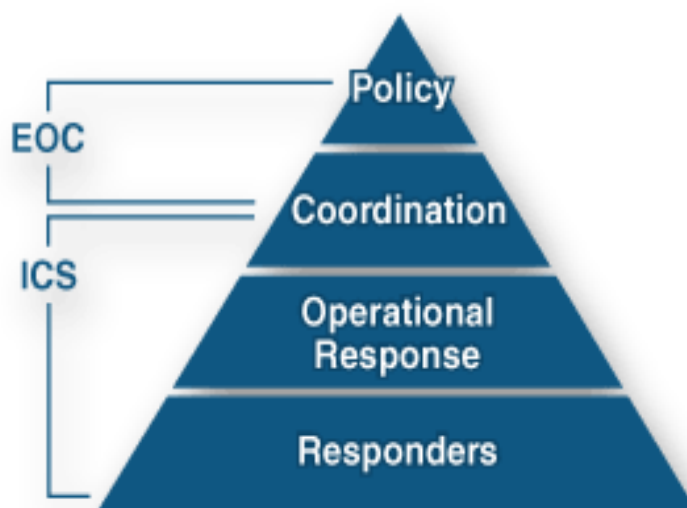 Policy
EOC
Coordination
ICS
Operational
Response
Responders